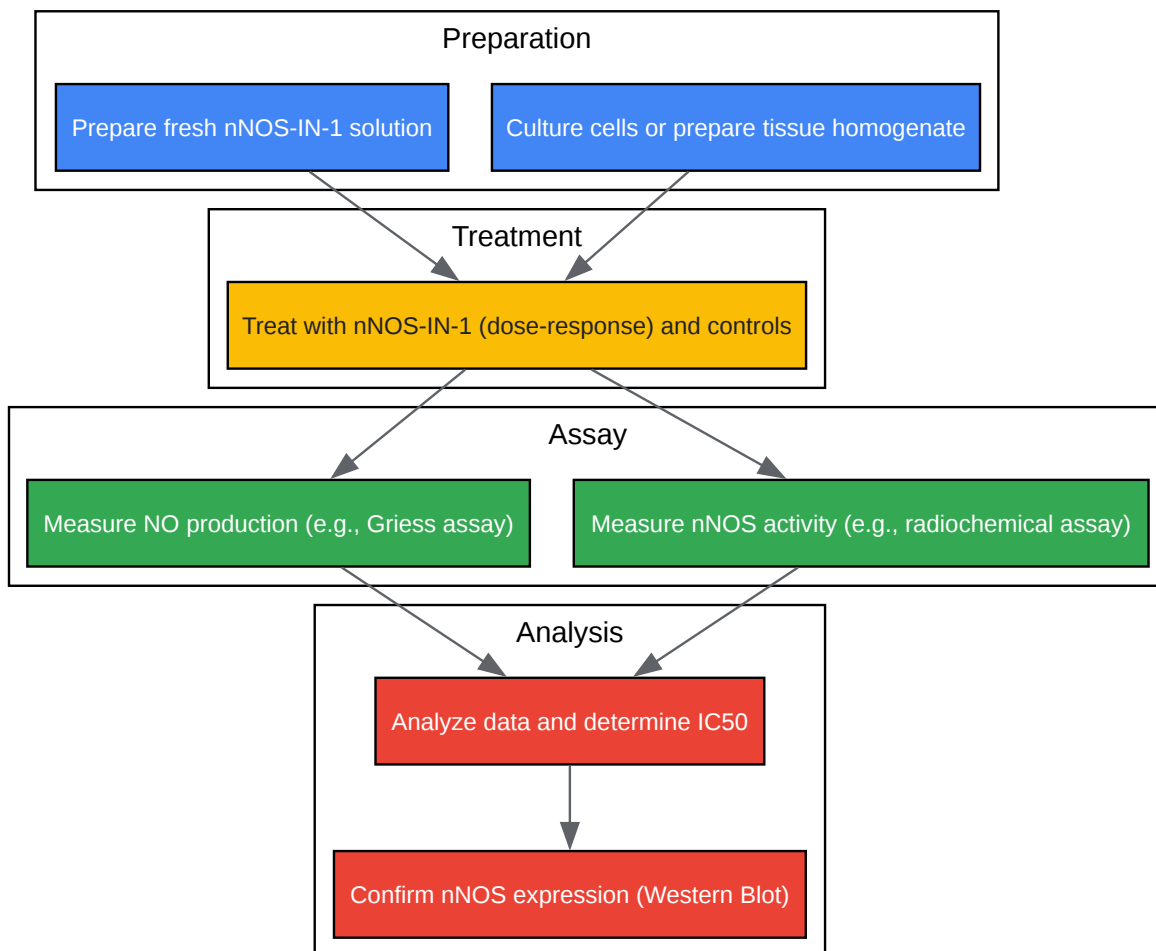 Preparation
Prepare fresh nNOS-IN-1 solution
Culture cells or prepare tissue homogenate
Treatment
Treat with nNOS-IN-1 (dose-response) and controls
Assay
Measure NO production (e.g., Griess assay)
Measure nNOS activity (e.g., radiochemical assay)
Analysis
Analyze data and determine IC50
Confirm nNOS expression (Western Blot)